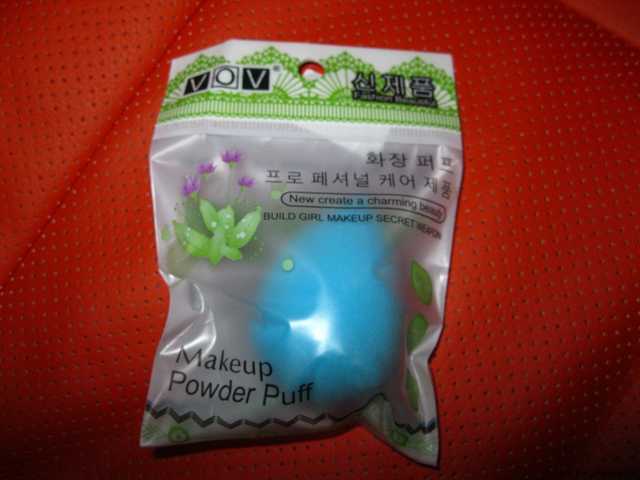 VOV®
신제품
화장 퍼프
프로페셔널 케어 제품
New create a charming beauty
BUILD GIRL MAKEUP SECRET WEAPON
Makeup
Powder Puff